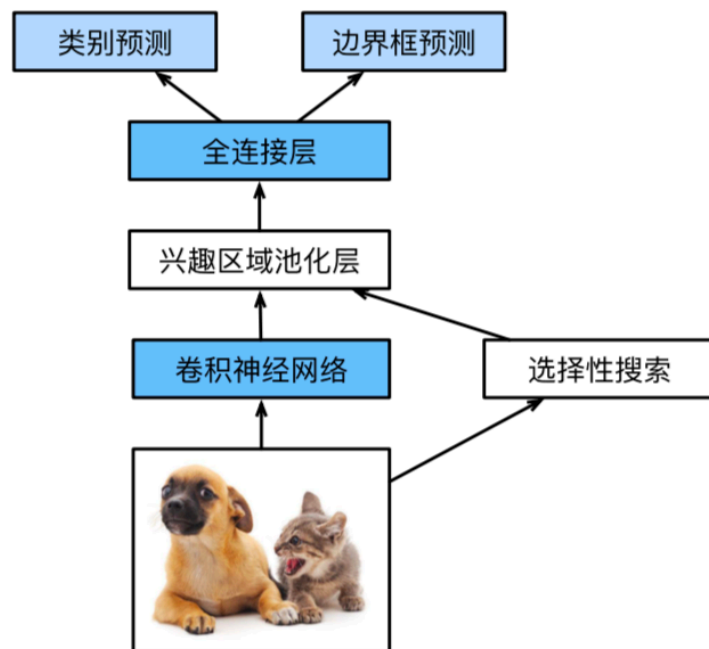 类别预测
边界框预测
全连接层
兴趣区域池化层
卷积神经网络
选择性搜索